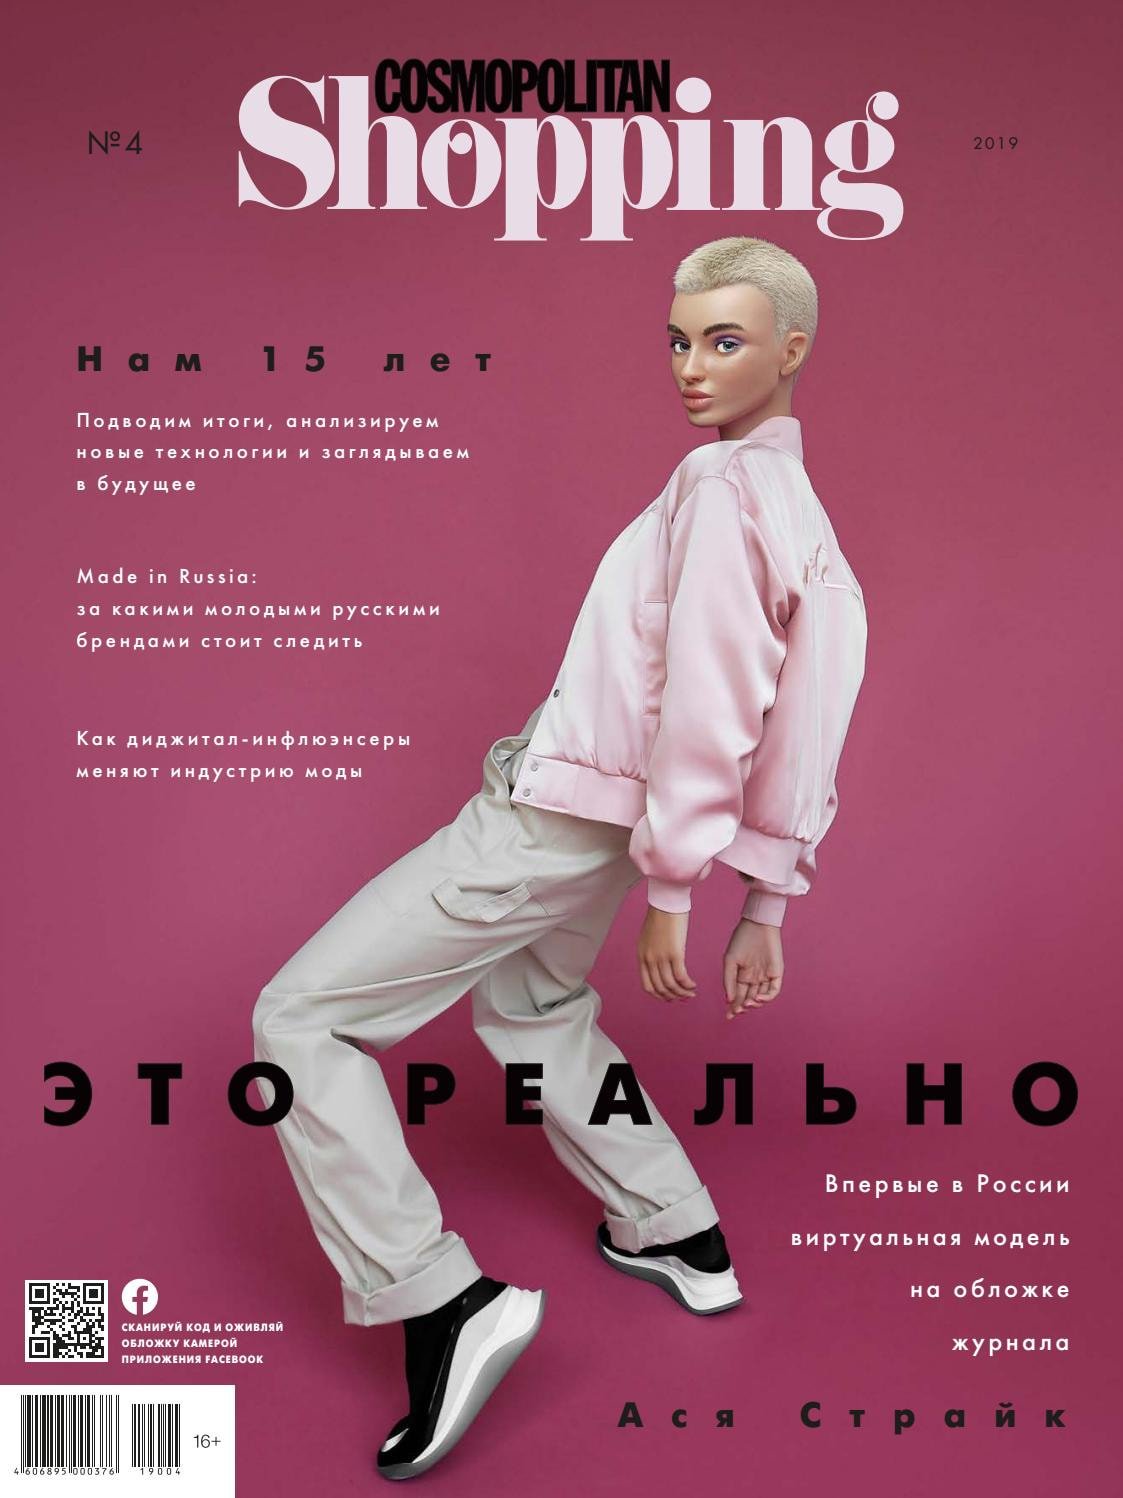 COSMOPOLITAN
Shopping
№4
2019
Нам 15 лет
Подводим итоги, анализируем
новые технологии и заглядываем
в будущее
Made in Russia:
за какими молодыми русскими
брендами стоит следить
Как диджитал-инфлюэнсеры
меняют индустрию моды
ЭТО РЕАЛЬНО
Впервые в России
виртуальная модель
на обложке
журнала
Ася Страйк
СКАНИРУЙ КОД И ОЖИВЛЯЙ
ОБЛОЖКУ КАМЕРОЙ
ПРИЛОЖЕНИЯ FACEBOOK
4 606895 000376
19004
16+